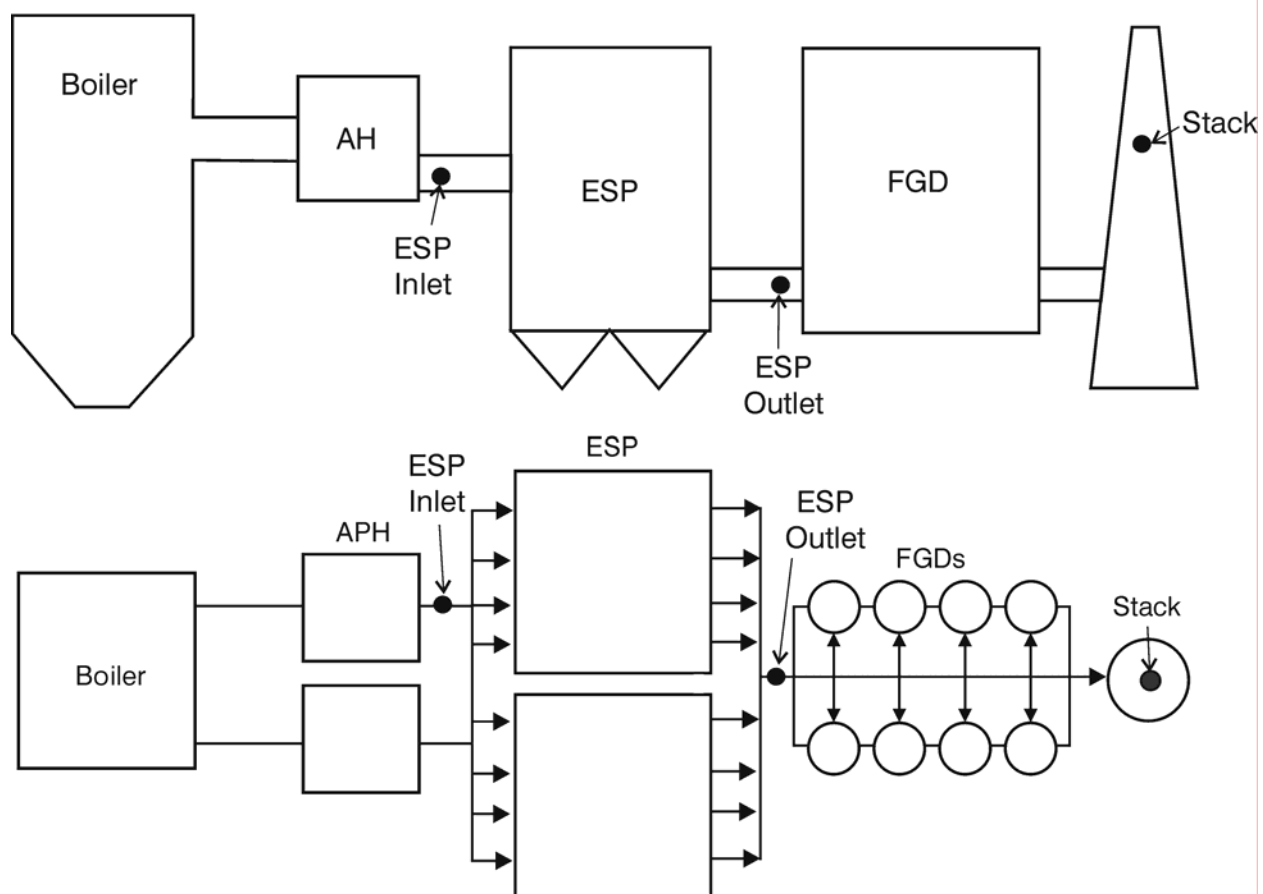 Boiler
AH
ESP
Inlet
ESP
ESP
Outlet
FGD
Stack
ESP
ESP
Inlet
APH
Boiler
ESP
Outlet
FGDs
Stack